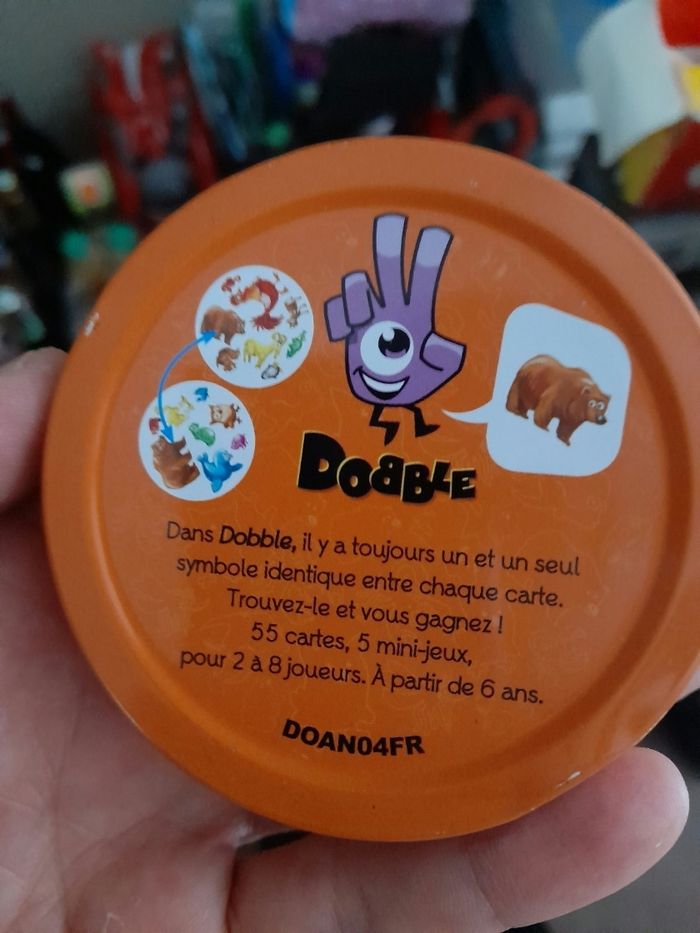 DOBBLE
Dans Dobble, il y a toujours un et un seul
symbole identique entre chaque carte.
Trouvez-le et vous gagnez !
55 cartes, 5 mini-jeux,
pour 2 à 8 joueurs. À partir de 6 ans.
DOAN04FR